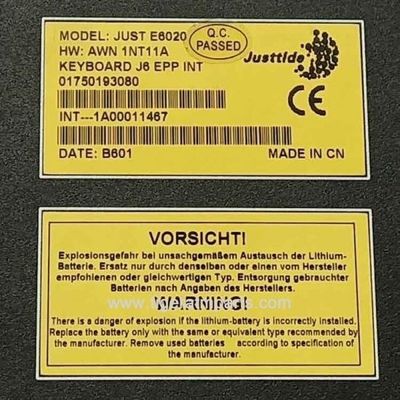 MODEL: JUST E6020
Q.C.
PASSED
Justtide
HW: AWN 1NT11A
KEYBOARD J6 EPP INT
01750193080
CE
INT---1A00011467
DATE: B601
MADE IN CN
VORSICHT!
Explosionsgefahr bei unsachgemäßem Austausch der Lithium-
Batterie. Ersatz nur durch denselben oder einen vom Hersteller
empfohlenen oder gleichwertigen Typ. Entsorgung gebrauchter
Batterien nach Angaben des Herstellers.
WARNING!
There is a danger of explosion if the lithium-battery is incorrectly installed.
Replace the battery only with the same or equivalent type recommended by
the manufacturer. Remove used batteries according to specification of
the manufacturer.